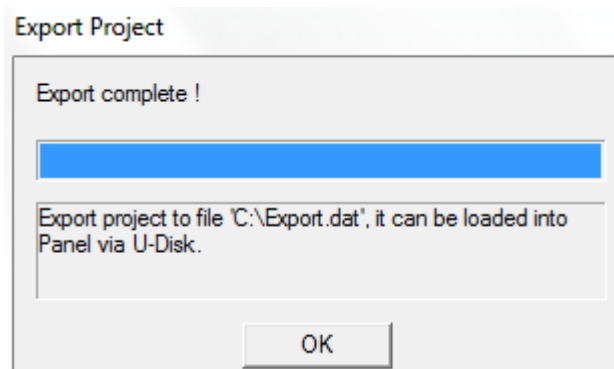 Export Project
Export complete !
Export project to file 'C:\Export.dat', it can be loaded into
Panel via U-Disk.
OK